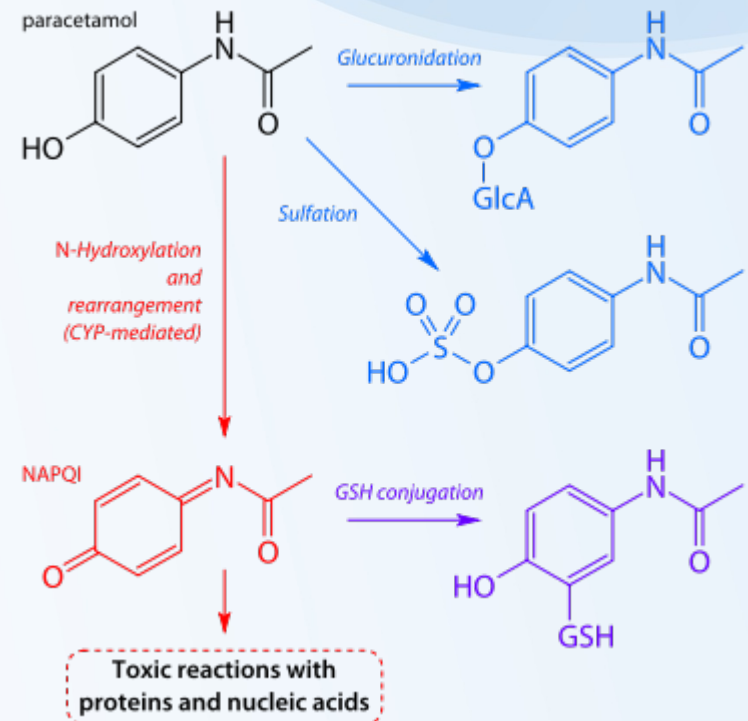 paracetamol
H
N
O
HO
Glucuronidation
H
N
O
O
GlcA
Sulfation
N-Hydroxylation
and
rearrangement
(CYP-mediated)
H
N
O
O O
S
HO O
NAPQI
N
O
O
GSH conjugation
H
N
O
HO
GSH
Toxic reactions with
proteins and nucleic acids